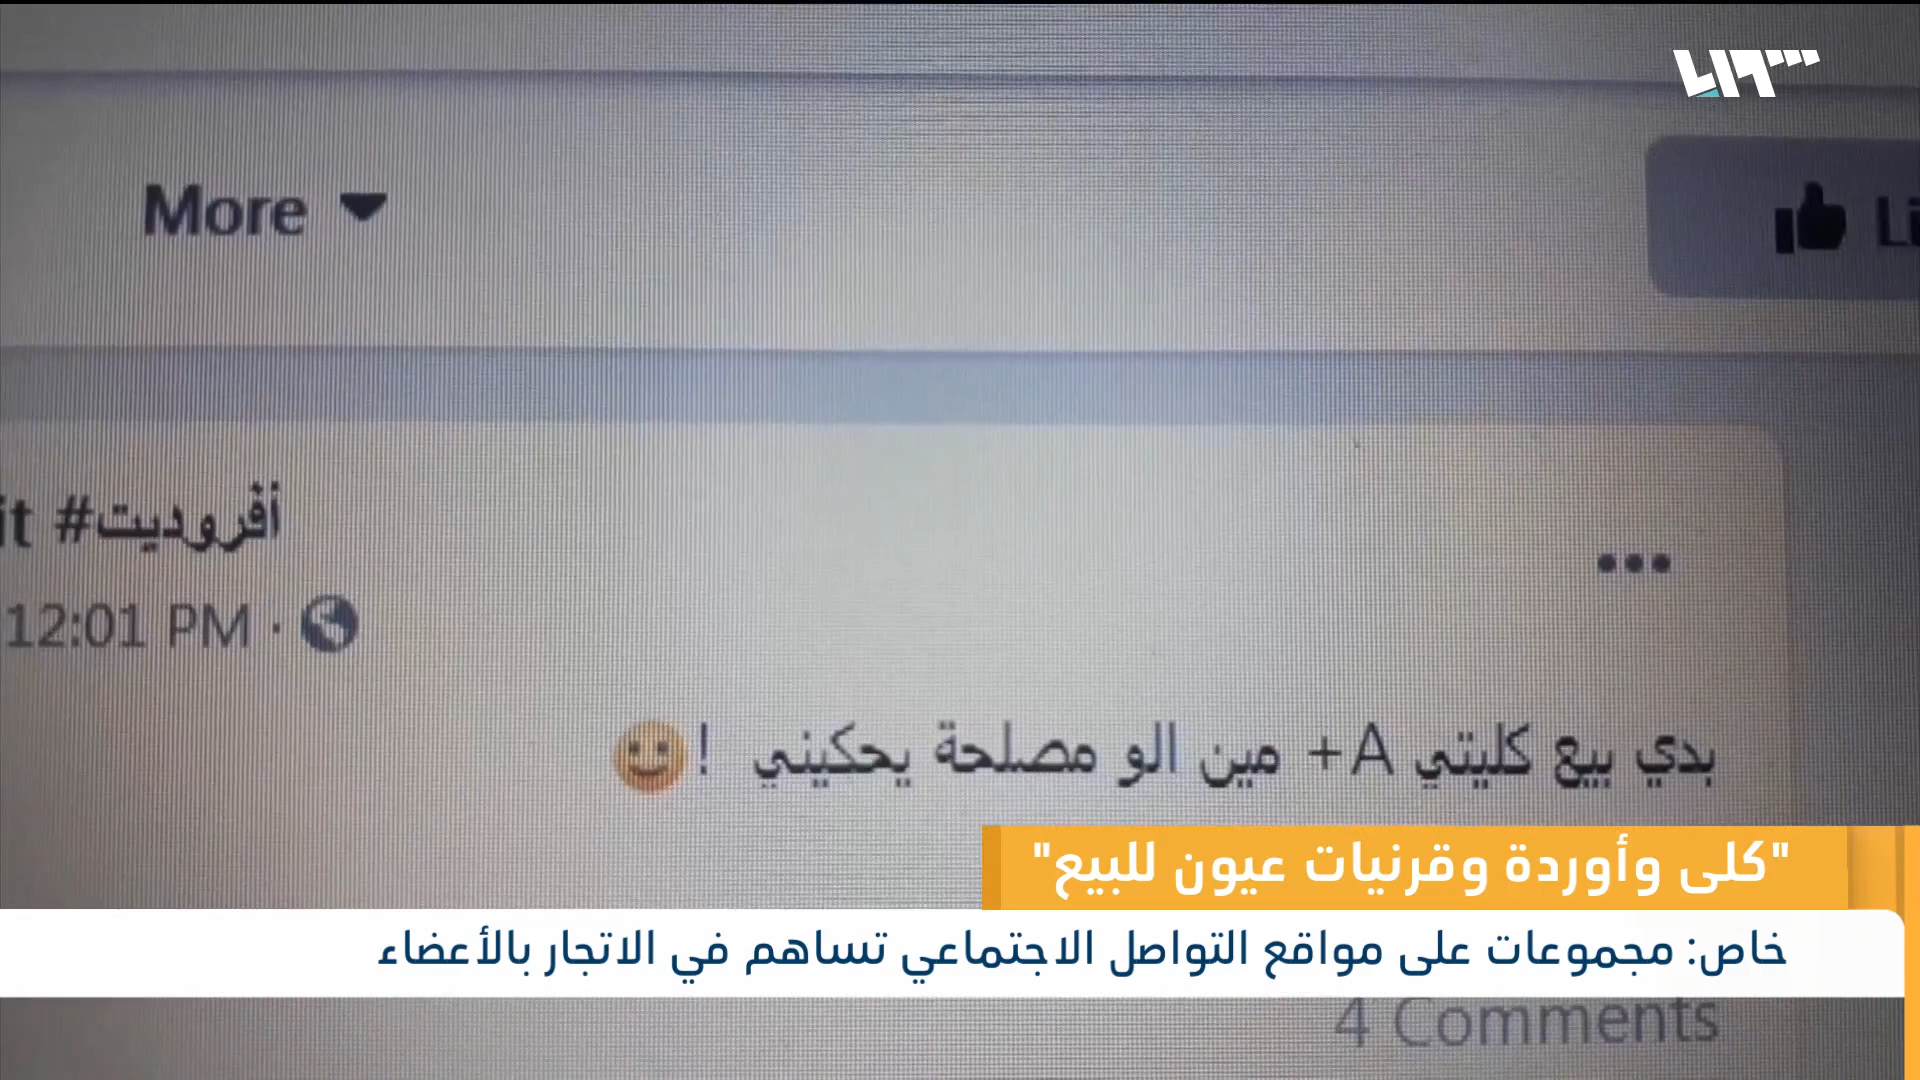 More
أفروديت#
12:01 PM ·
بدي بيع كليتي A+ مين الو مصلحة يحكيني !
"كلى وأوردة وقرنيات عيون للبيع"
خاص: مجموعات على مواقع التواصل الاجتماعي تساهم في الاتجار بالأعضاء
4 Comments